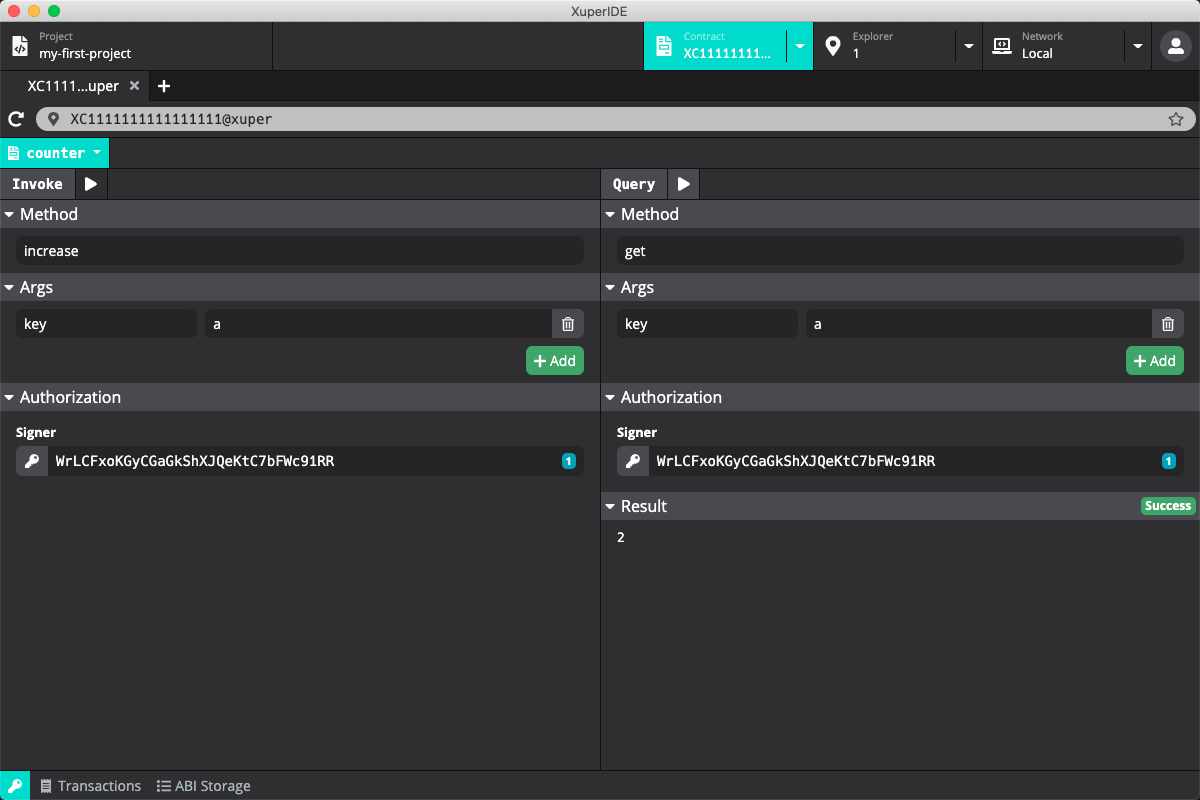 XuperIDE
Project
my-first-project
Contract
XC11111111...
Explorer
1
Network
Local
XC1111...uper
XC1111111111111111@xuper
counter
Invoke
Method
increase
Args
key a
Add
Authorization
Signer
WrLCFxoKGyCGaGkShXJQeKtC7bFWc91RR 1
Query
Method
get
Args
key a
Add
Authorization
Signer
WrLCFxoKGyCGaGkShXJQeKtC7bFWc91RR 1
Result Success
2
Transactions ABI Storage